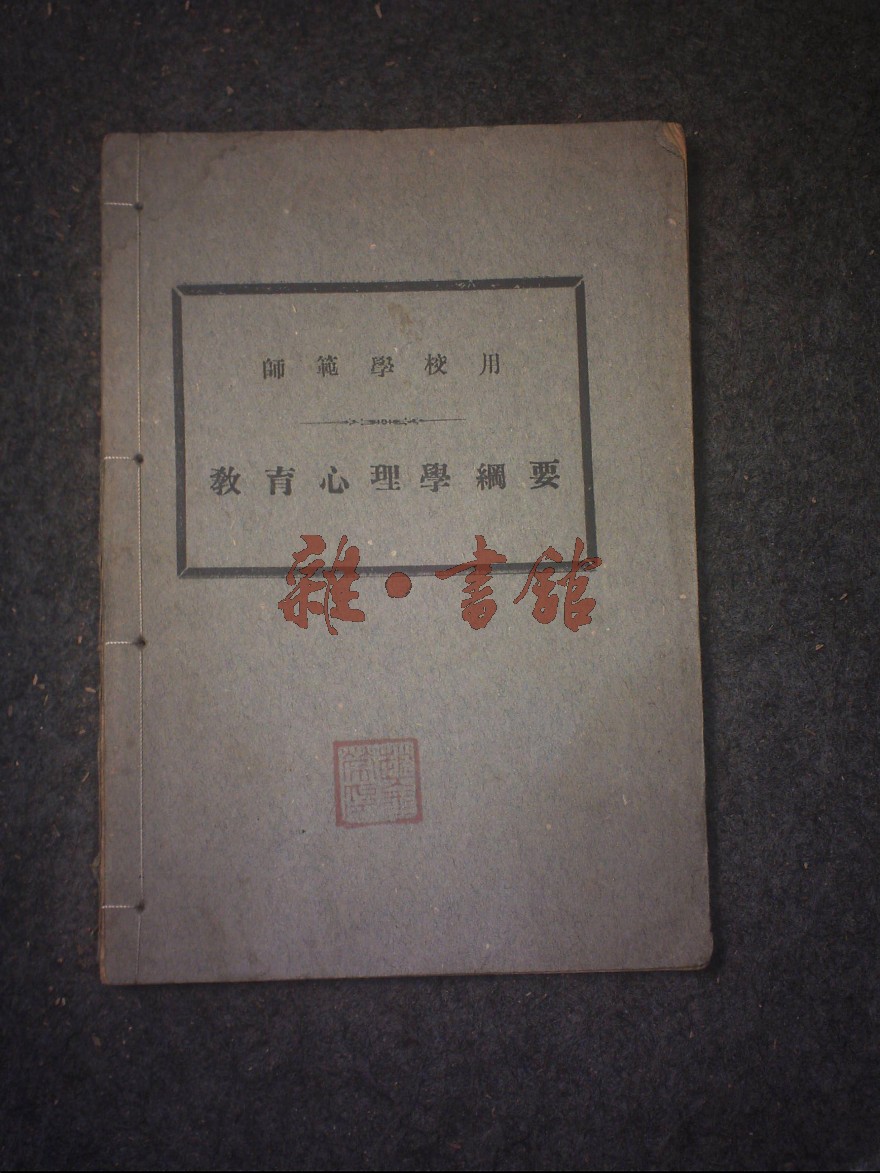 師範學校用
教育心理學綱要
雜·書館